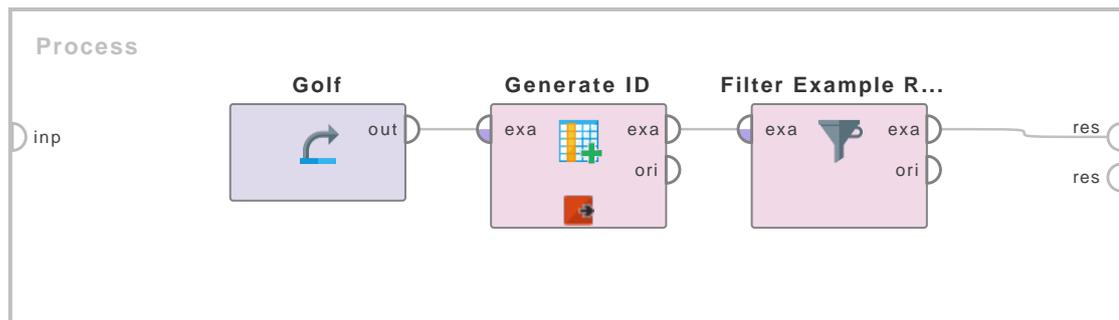 Process
Golf
Generate ID
Filter Example R...
inp
out
exa
exa
ori
exa
exa
ori
res
res